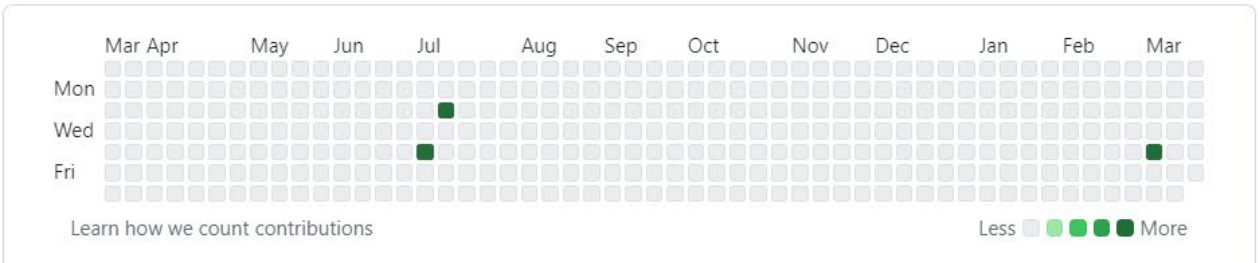 Mar Apr May Jun Jul Aug Sep Oct Nov Dec Jan Feb Mar
Mon
Wed
Fri
Learn how we count contributions
Less More